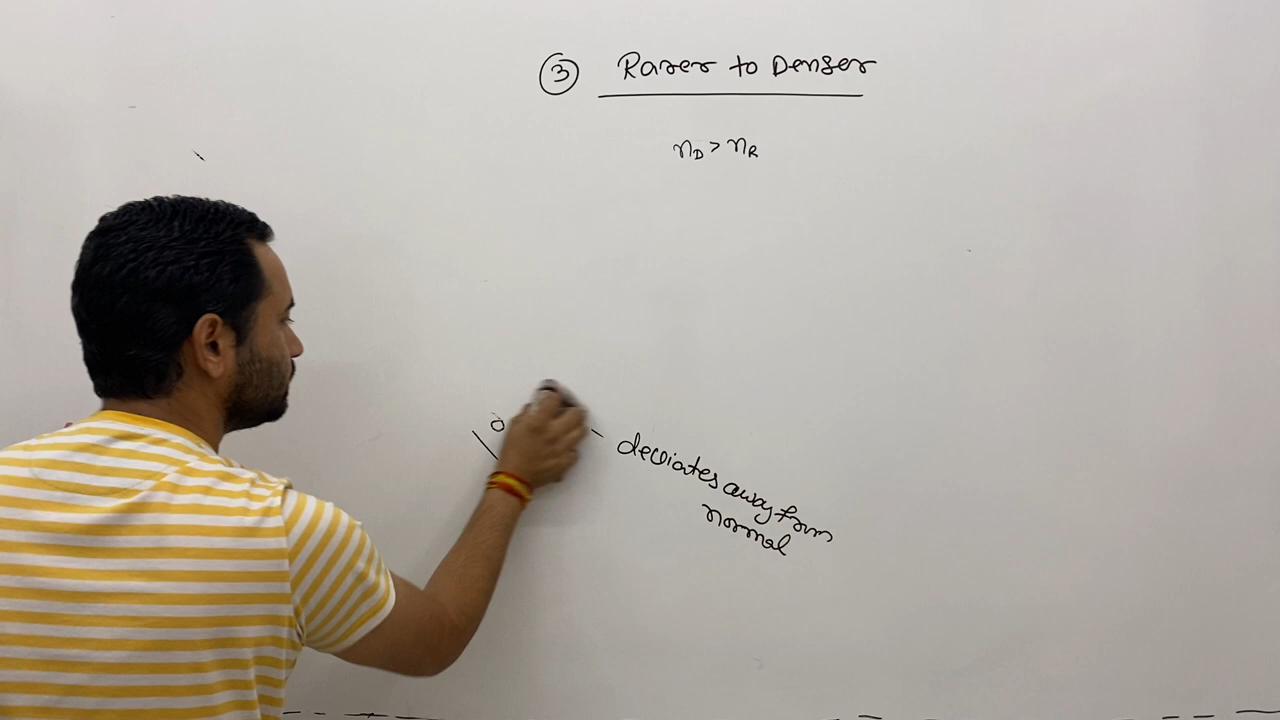 ③ Rarer to Denser
nD > nR
deviates away from
normal